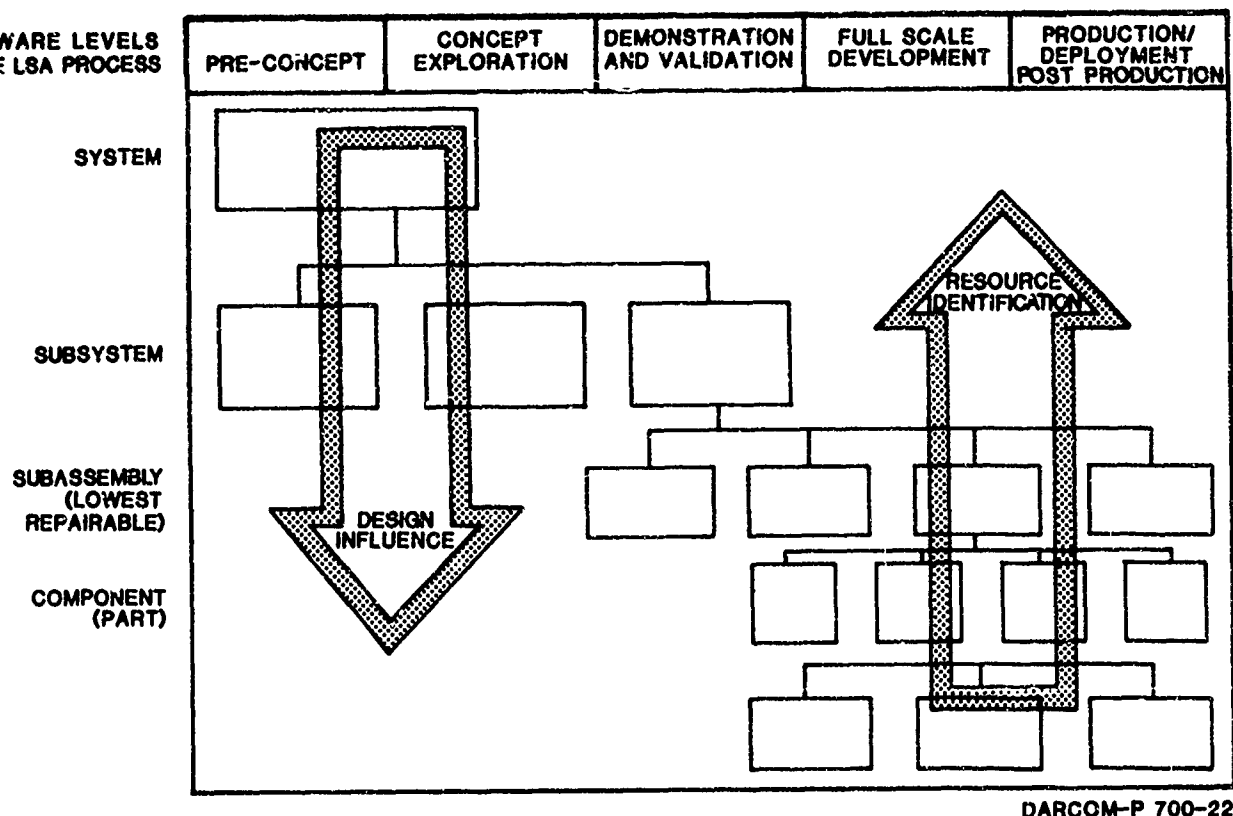 WARE LEVELS
E LSA PROCESS
PRE-CONCEPT
CONCEPT
EXPLORATION
DEMONSTRATION
AND VALIDATION
FULL SCALE
DEVELOPMENT
PRODUCTION/
DEPLOYMENT
POST PRODUCTION
SYSTEM
RESOURCE
IDENTIFICATION
SUBSYSTEM
SUBASSEMBLY
(LOWEST
REPAIRABLE)
DESIGN
INFLUENCE
COMPONENT
(PART)
DARCOM-P 700-22